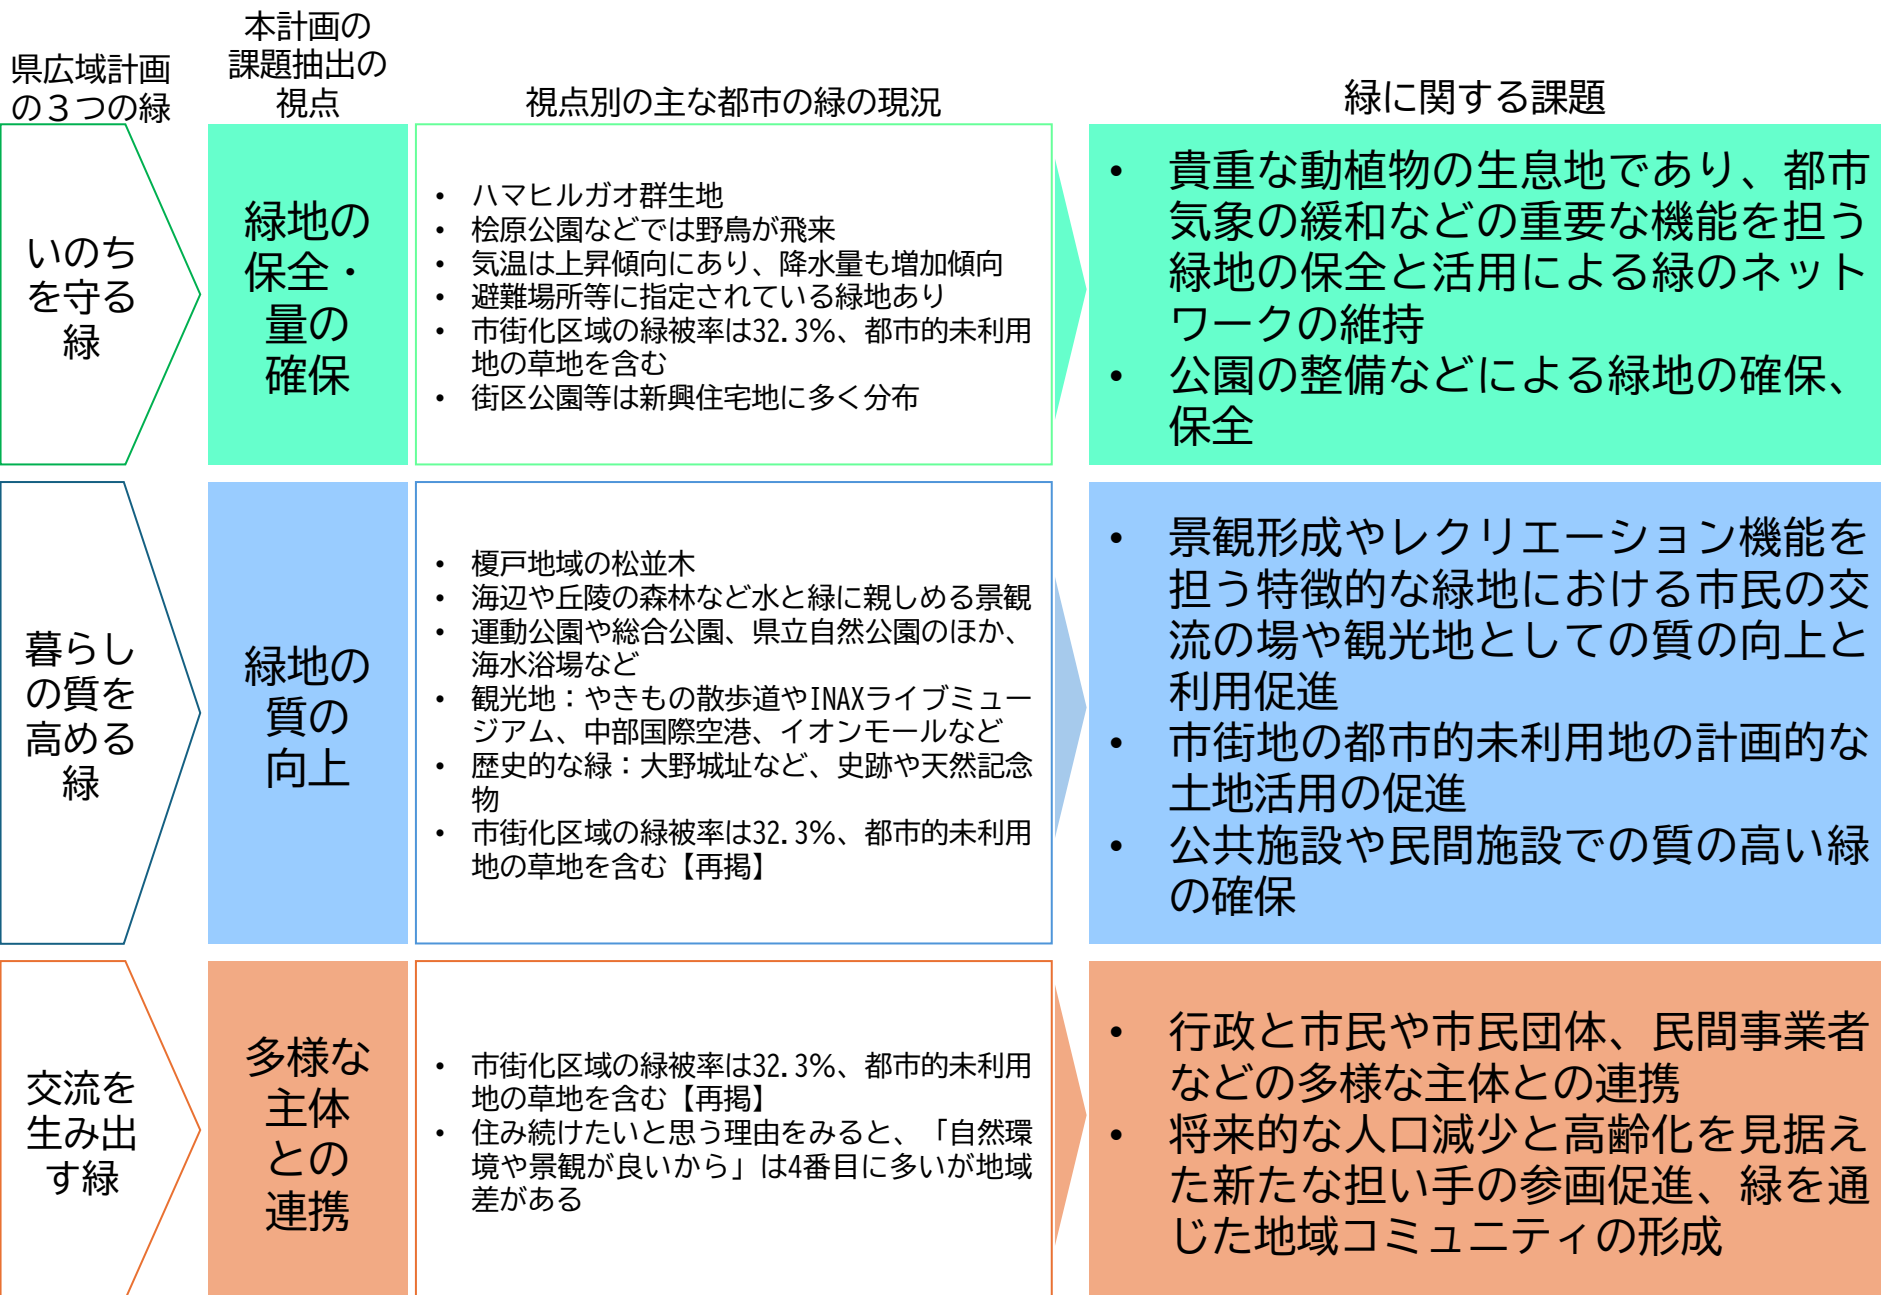 県広域計画
の３つの緑
本計画の
課題抽出の
視点
視点別の主な都市の緑の現況
緑に関する課題
いのち
を守る
緑
緑地の
保全・
量の
確保
• ハマヒルガオ群生地
• 桧原公園などでは野鳥が飛来
• 気温は上昇傾向にあり、降水量も増加傾向
• 避難場所等に指定されている緑地あり
• 市街化区域の緑被率は32.3%、都市的未利用
地の草地を含む
• 街区公園等は新興住宅地に多く分布
• 貴重な動植物の生息地であり、都市
気象の緩和などの重要な機能を担う
緑地の保全と活用による緑のネット
ワークの維持
• 公園の整備などによる緑地の確保、
保全
暮らし
の質を
高める
緑
緑地の
質の
向上
• 榎戸地域の松並木
• 海辺や丘陵の森林など水と緑に親しめる景観
• 運動公園や総合公園、県立自然公園のほか、
海水浴場など
• 観光地：やきもの散歩道やINAXライブミュー
ジアム、中部国際空港、イオンモールなど
• 歴史的な緑：大野城址など、史跡や天然記念
物
• 市街化区域の緑被率は32.3%、都市的未利用
地の草地を含む【再掲】
• 景観形成やレクリエーション機能を
担う特徴的な緑地における市民の交
流の場や観光地としての質の向上と
利用促進
• 市街地の都市的未利用地の計画的な
土地活用の促進
• 公共施設や民間施設での質の高い緑
の確保
交流を
生み出
す緑
多様な
主体
との
連携
• 市街化区域の緑被率は32.3%、都市的未利用
地の草地を含む【再掲】
• 住み続けたいと思う理由をみると、「自然環
境や景観が良いから」は4番目に多いが地域
差がある
• 行政と市民や市民団体、民間事業者
などの多様な主体との連携
• 将来的な人口減少と高齢化を見据え
た新たな担い手の参画促進、緑を通
じた地域コミュニティの形成